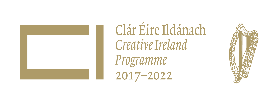 Clár Éire Ildánach
Creative Ireland
Programme
2017–2022